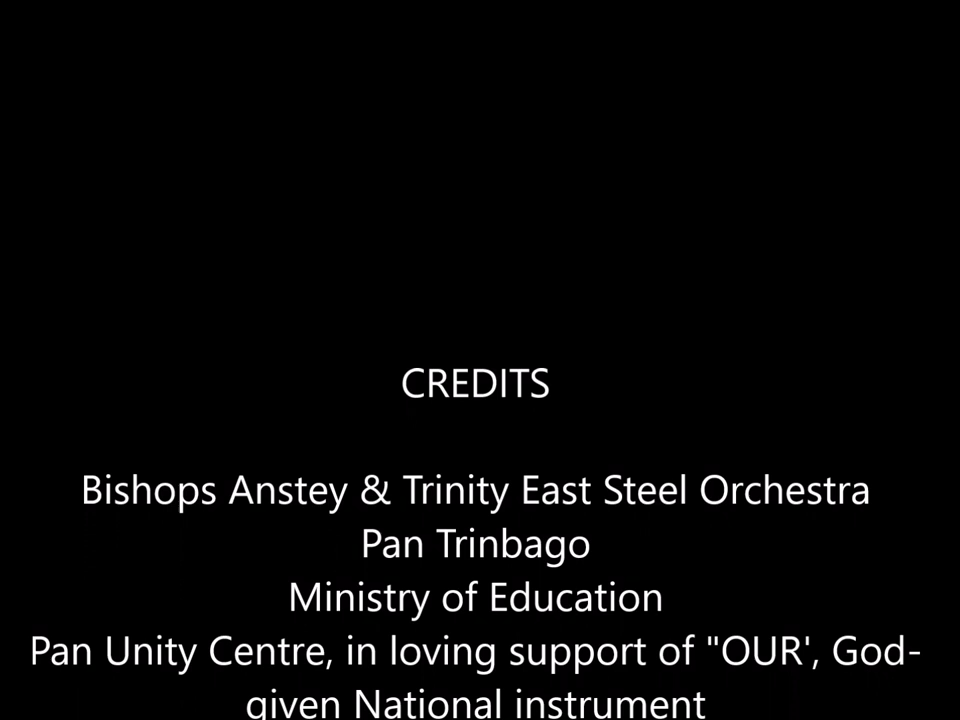 CREDITS
Bishops Anstey & Trinity East Steel Orchestra
Pan Trinbago
Ministry of Education
Pan Unity Centre, in loving support of "OUR', God-
given National instrument